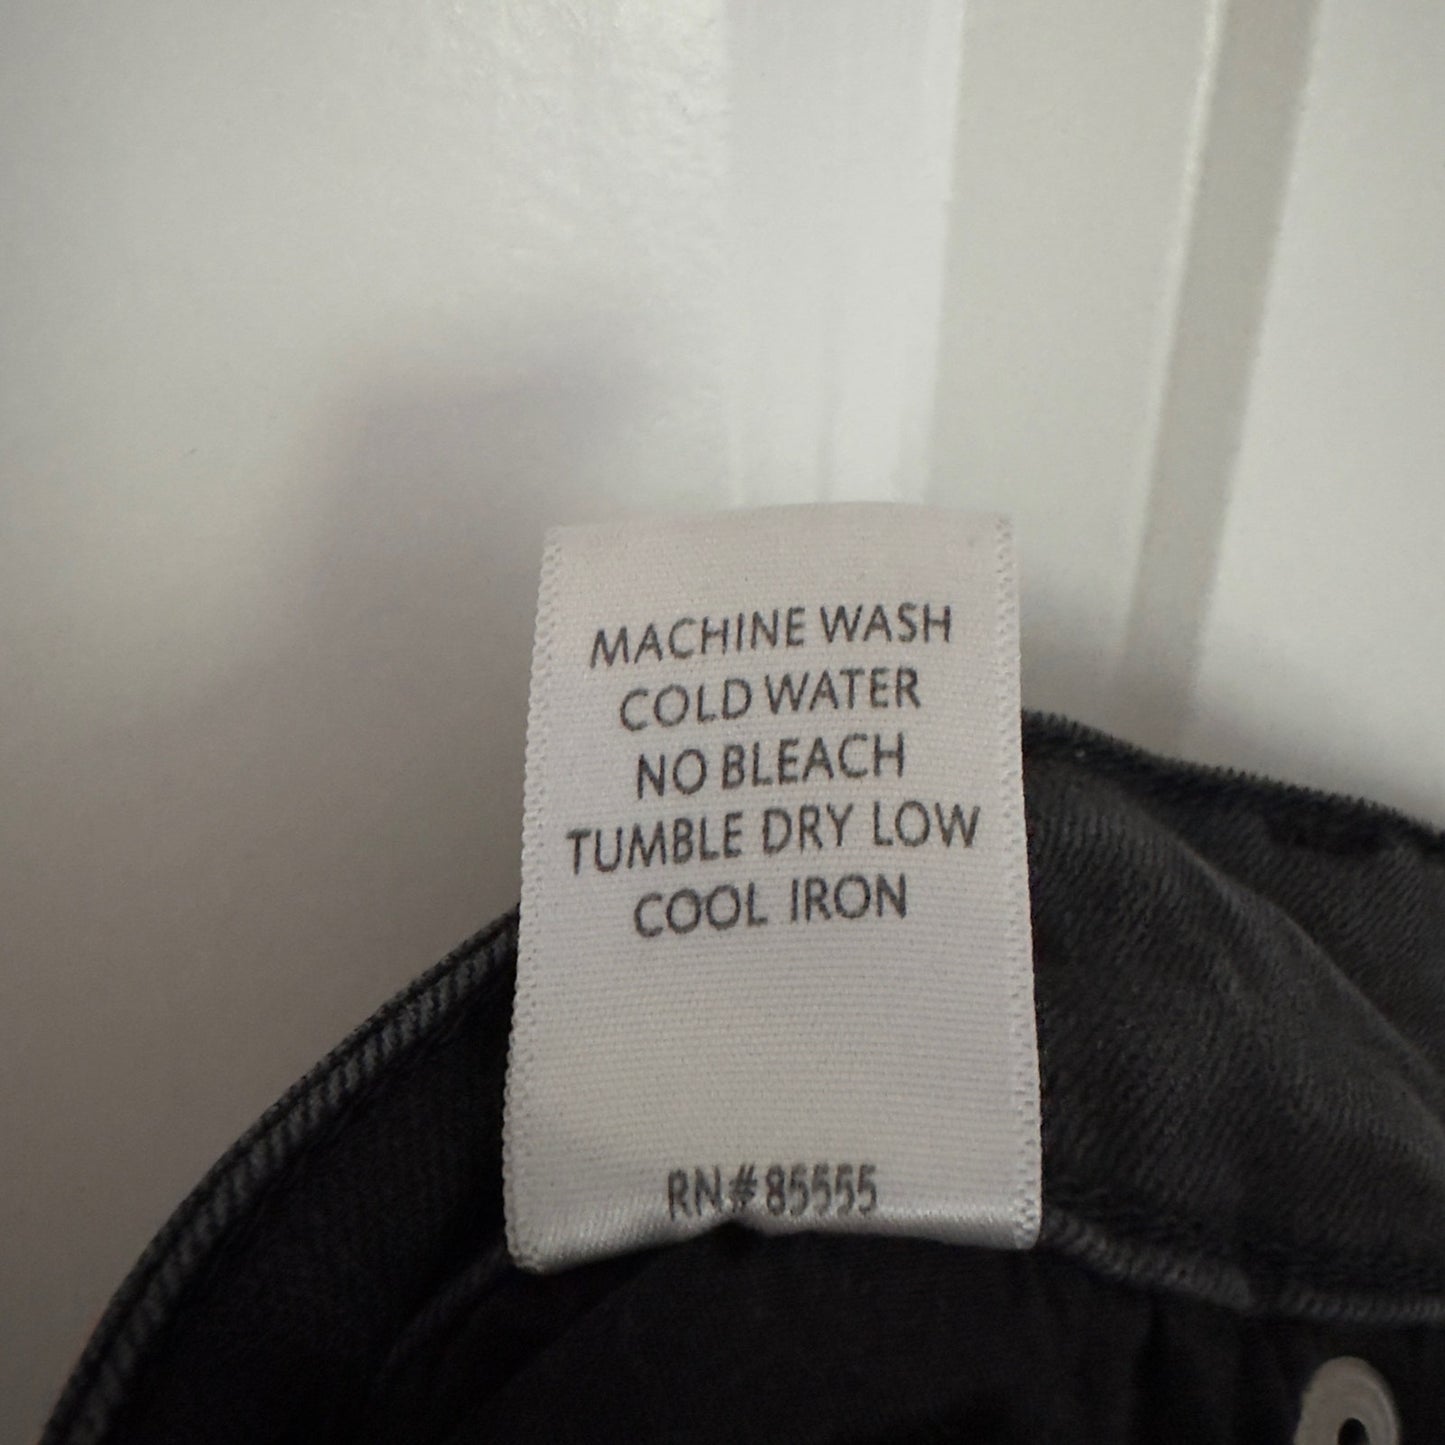 MACHINE WASH
COLD WATER
NO BLEACH
TUMBLE DRY LOW
COOL IRON
RN# 85555